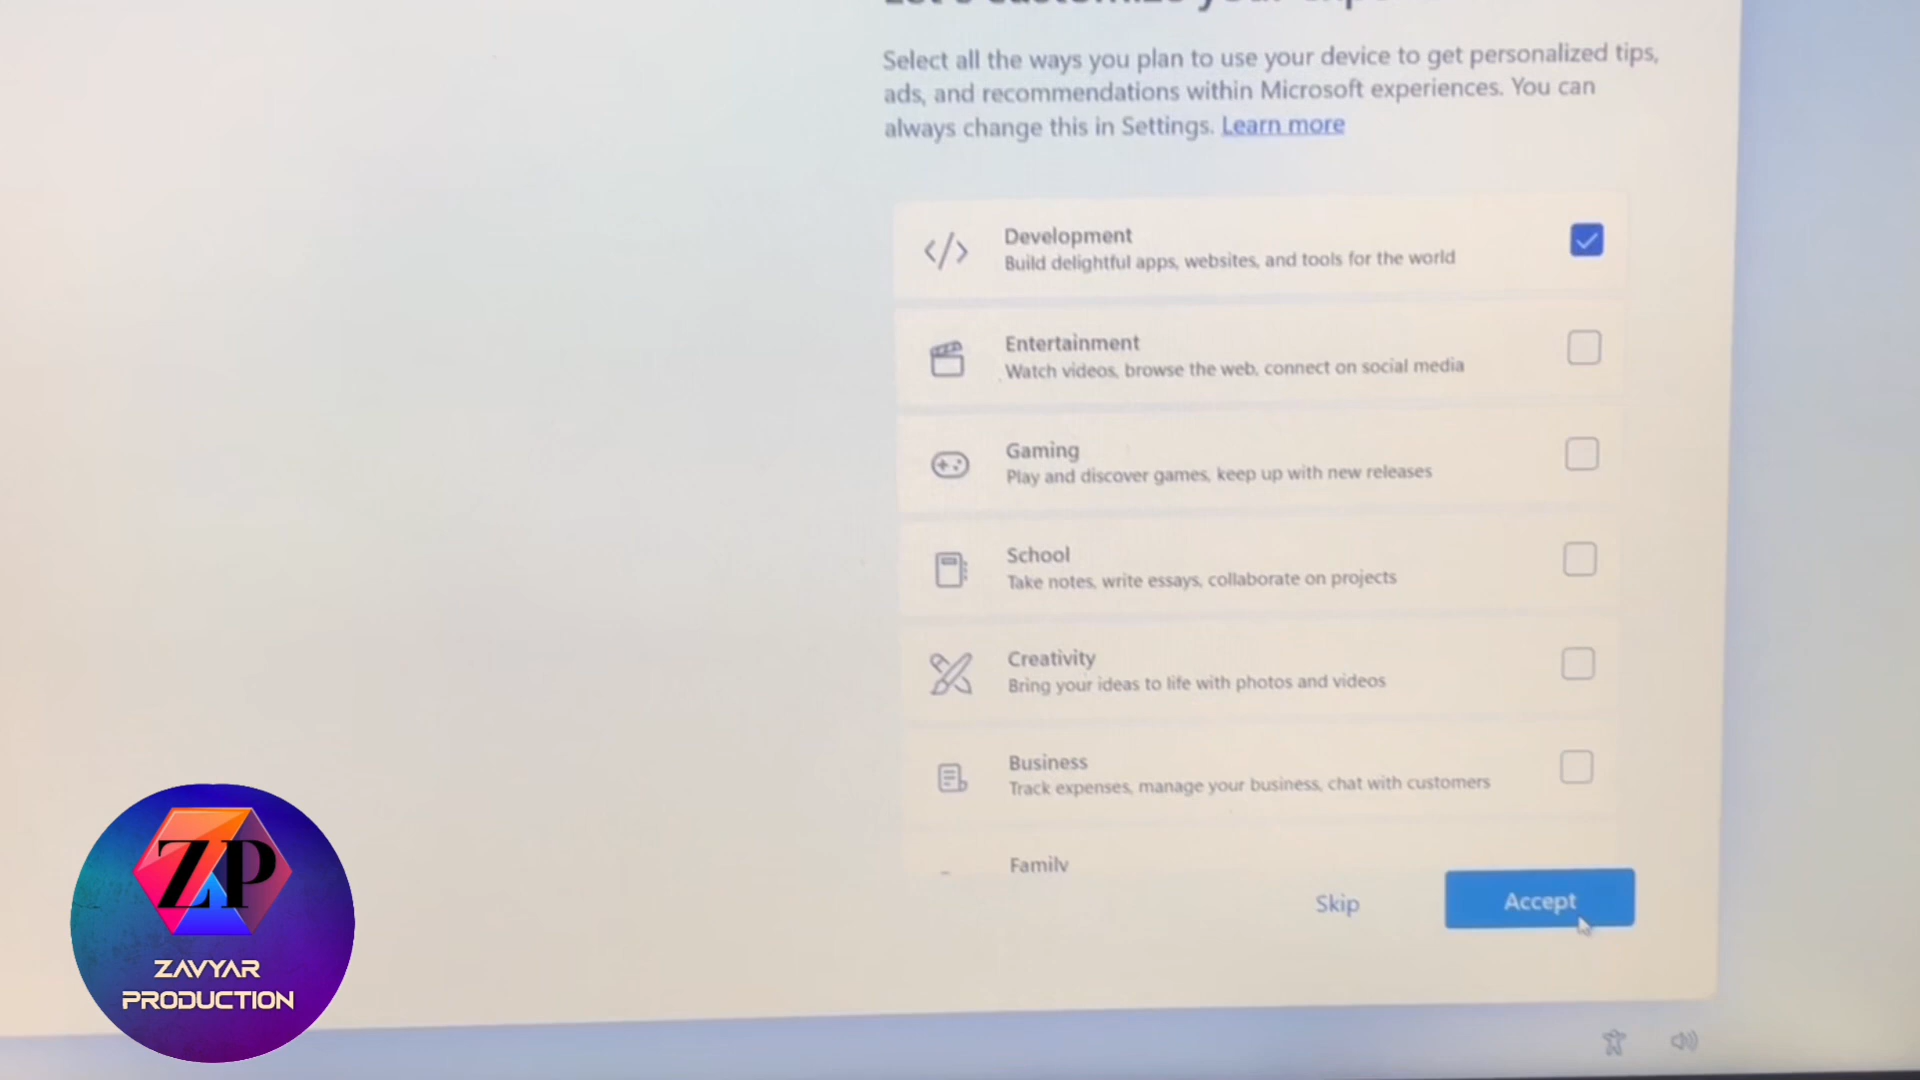 Let's customize your
Select all the ways you plan to use your device to get personalized tips,
ads, and recommendations within Microsoft experiences. You can
always change this in Settings. Learn more
Development
Build delightful apps, websites, and tools for the world
Entertainment
Watch videos, browse the web, connect on social media
Gaming
Play and discover games, keep up with new releases
School
Take notes, write essays, collaborate on projects
Creativity
Bring your ideas to life with photos and videos
Business
Track expenses, manage your business, chat with customers
Family
Skip
Accept
ZP
ZAVYAR
PRODUCTION